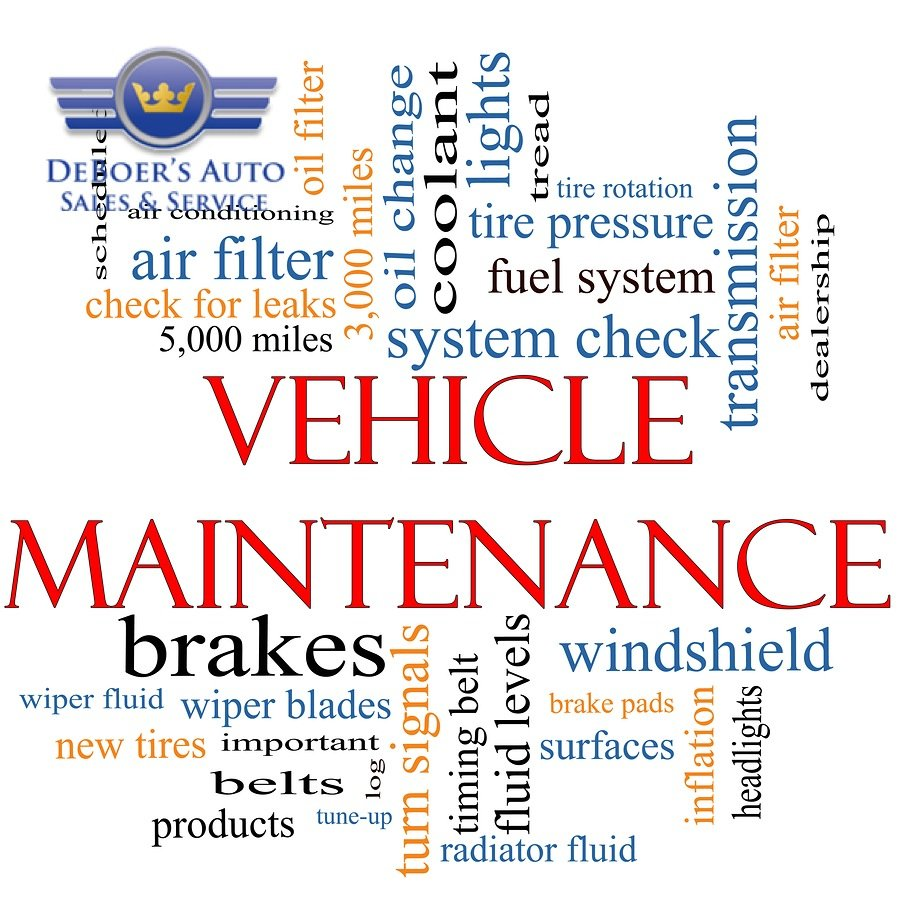 DeBoer's Auto
Sales & Service
scheduled
oil filter
air conditioning
air filter
check for leaks
5,000 miles
3,000 miles
oil change
coolant
lights
tread
tire rotation
tire pressure
fuel system
system check
transmission
air filter
dealership
VEHICLE
MAINTENANCE
brakes
wiper fluid
wiper blades
new tires
important
belts
log
products
tune-up
turn signals
timing belt
fluid levels
windshield
brake pads
surfaces
inflation
headlights
radiator fluid